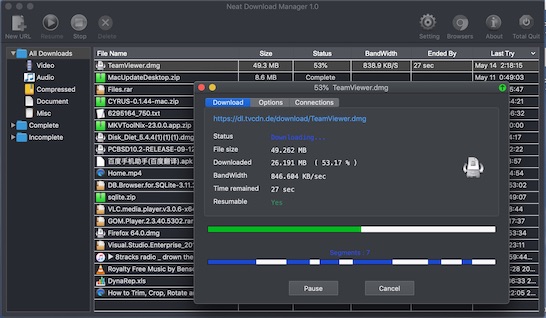 Neat Download Manager 1.0
New URL Resume Stop Delete Setting Browsers About Total Quit
All Downloads
Video
Audio
Compressed
Document
Misc
Complete
Incomplete
File Name Size Status BandWidth Ended By Last Try
TeamViewer.dmg 49.3 MB 53% 838.9 KB/S 27 sec May 14 2:18:15
MacUpdateDesktop.zip 8.6 MB Complete May 11 0:49:03
Files.rar
CYRUS-0.1.44-mac.zip
6295164_750.txt
MKVToolNix-23.0.0.app.zip
Disk_Diet_5.4.4(1)(1)(1).dmg
PCBSD10.2-RELEASE-09-12
百度手机助手(百度翻译).apk
Home.mp4
DB.Browser.for.SQLite-3.11.
sqlite.zip
VLC.media.player.v3.0.6-x6
GOM.Player.2.3.40.5302.rar
Firefox 64.0.dmg
Visual.Studio.Enterprise_201
8tracks radio _ drown the
Royalty Free Music by Bens
DynaRep.xls
How to Trim, Crop, Rotate a
53% TeamViewer.dmg
Download Options Connections
https://dl.tvcdn.de/download/TeamViewer.dmg
Status Downloading...
File size 49.262 MB
Downloaded 26.191 MB ( 53.17 % )
BandWidth 846.604 KB/sec
Time remained 27 sec
Resumable Yes
Segments : 7
Pause Cancel